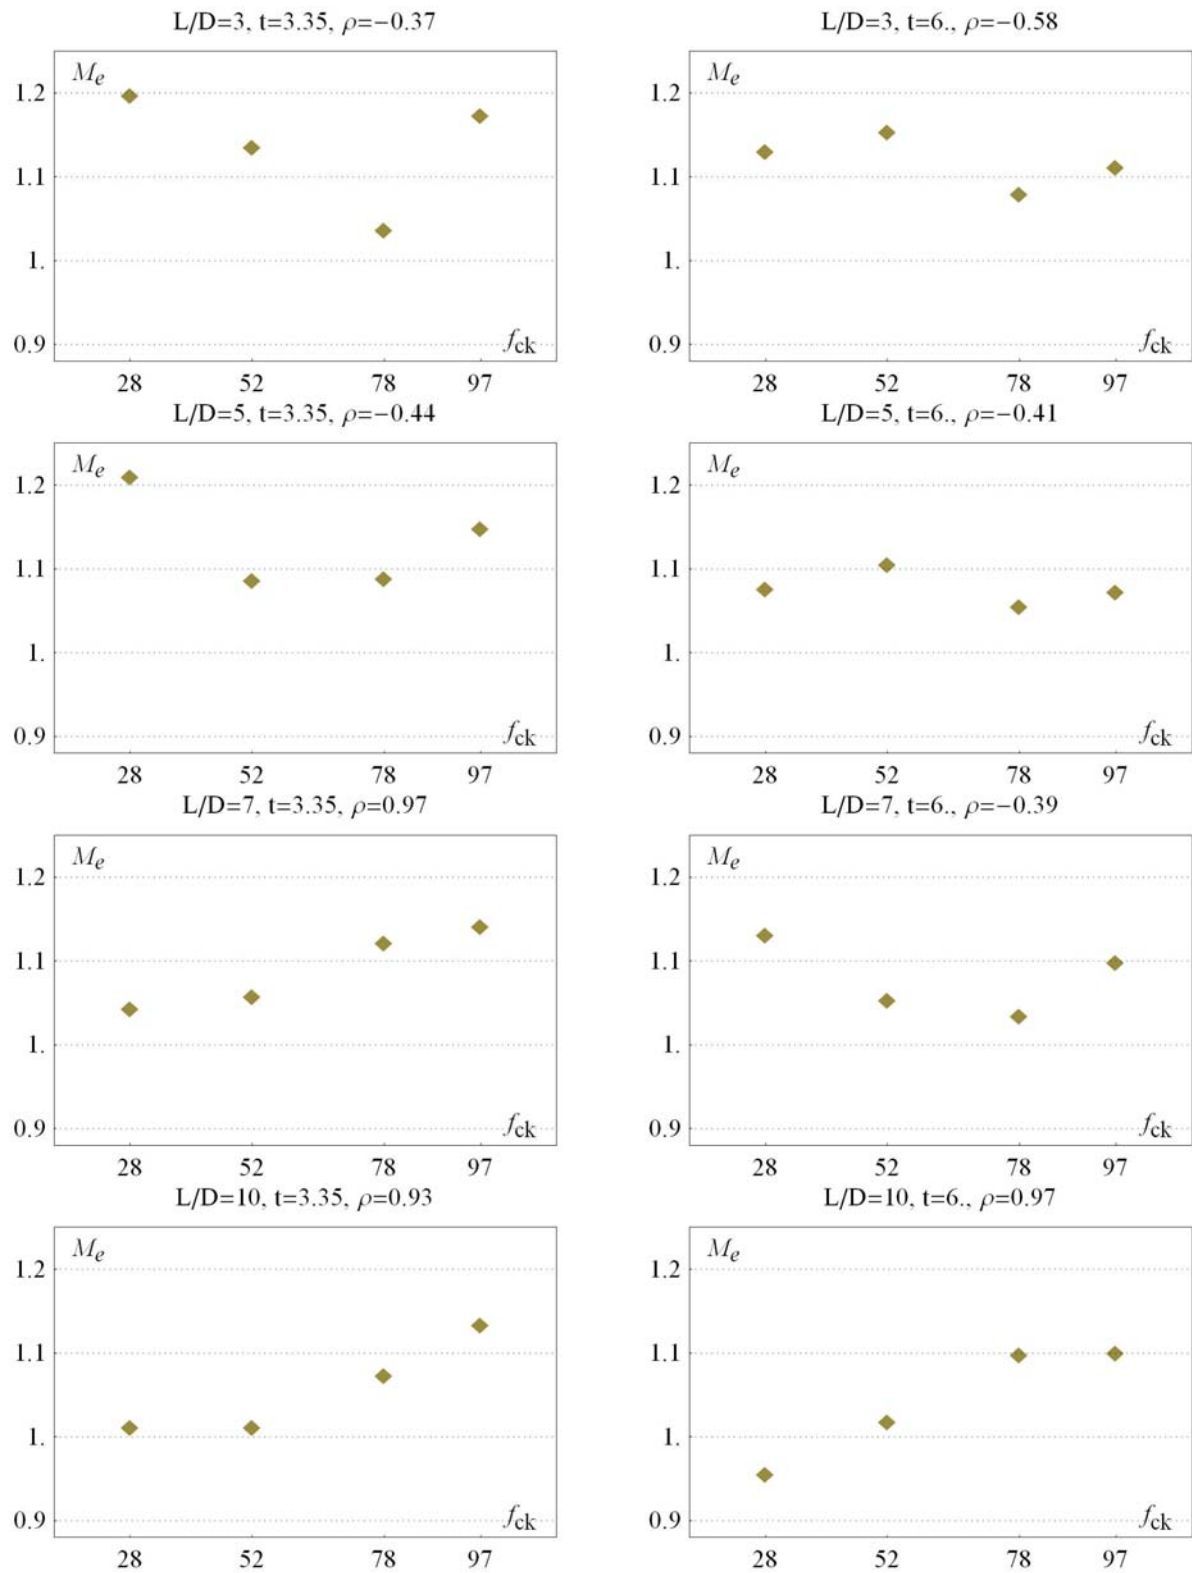 L/D=3, t=3.35, ρ=−0.37
Me
1.2
1.1
1.
0.9
fck
28 52 78 97
L/D=3, t=6., ρ=−0.58
Me
1.2
1.1
1.
0.9
fck
28 52 78 97
L/D=5, t=3.35, ρ=−0.44
Me
1.2
1.1
1.
0.9
fck
28 52 78 97
L/D=5, t=6., ρ=−0.41
Me
1.2
1.1
1.
0.9
fck
28 52 78 97
L/D=7, t=3.35, ρ=0.97
Me
1.2
1.1
1.
0.9
fck
28 52 78 97
L/D=7, t=6., ρ=−0.39
Me
1.2
1.1
1.
0.9
fck
28 52 78 97
L/D=10, t=3.35, ρ=0.93
Me
1.2
1.1
1.
0.9
fck
28 52 78 97
L/D=10, t=6., ρ=0.97
Me
1.2
1.1
1.
0.9
fck
28 52 78 97